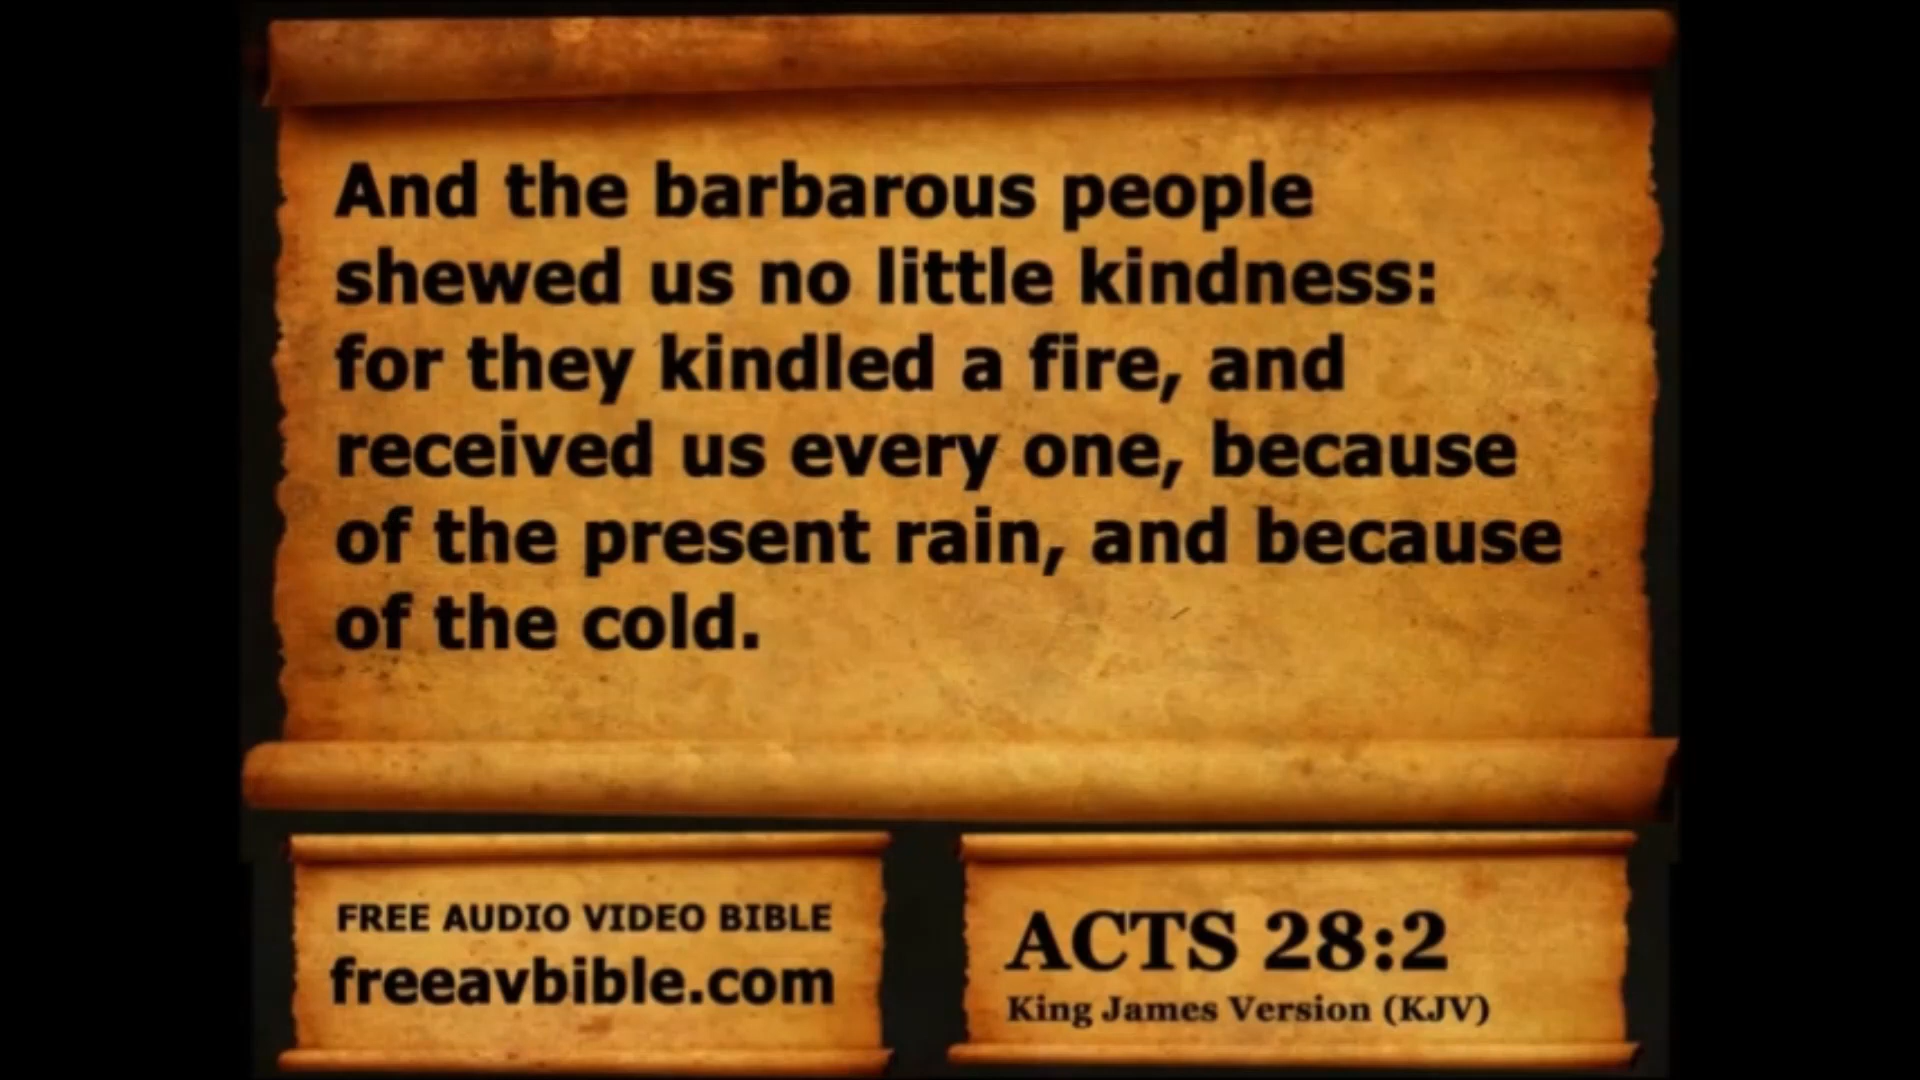 And the barbarous people
shewed us no little kindness:
for they kindled a fire, and
received us every one, because
of the present rain, and because
of the cold.
FREE AUDIO VIDEO BIBLE
freeavbible.com
ACTS 28:2
King James Version (KJV)